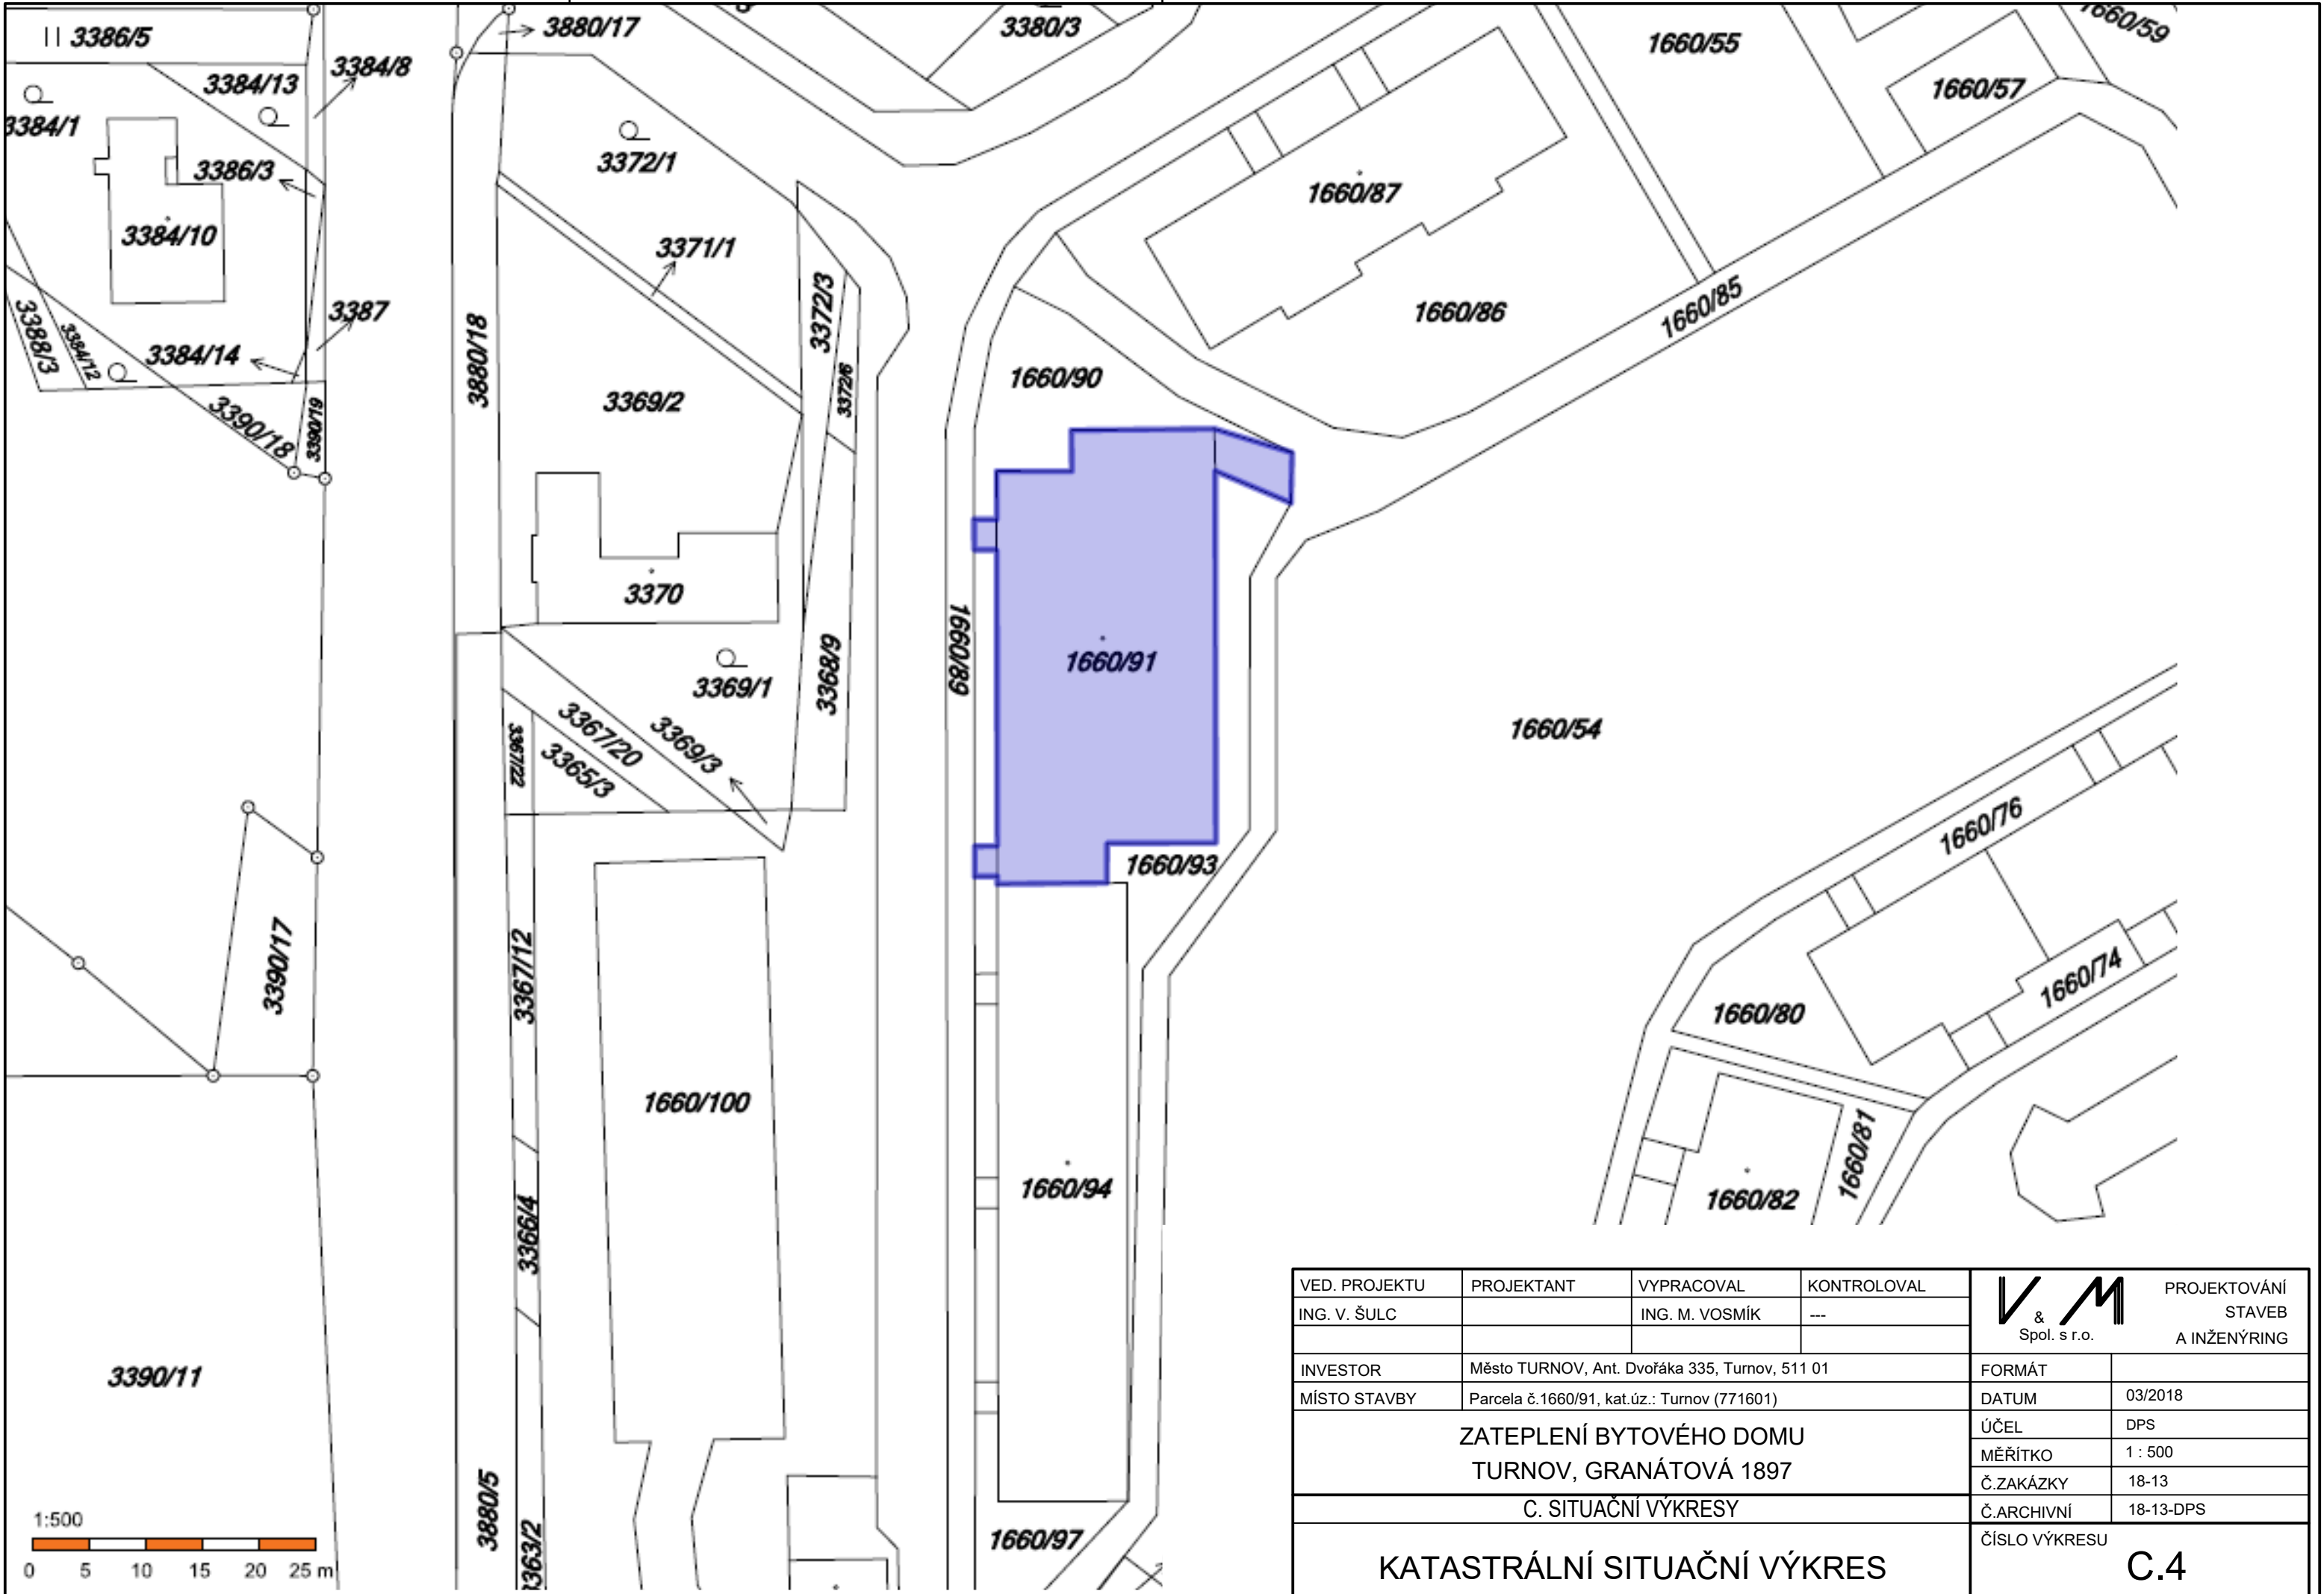 3386/5
3384/13
3384/8
3880/17
3380/3
1660/55
1660/59
1660/57
3384/1
3386/3
3372/1
1660/87
3384/10
3371/1
3372/3
1660/86
1660/85
3388/3
3384/12
3387
3384/14
3880/18
3372/6
1660/90
3369/2
3390/18
3390/19
3370
1660/89
1660/91
3369/1
3368/9
3367/22
3367/20
3365/3
3369/3
1660/54
1660/76
1660/93
3390/17
3367/12
1660/80
1660/74
1660/100
1660/81
1660/94
1660/82
3366/4
3390/11
3880/5
3363/2
1660/97
1:500
0 5 10 15 20 25 m
VED. PROJEKTU PROJEKTANT VYPRACOVAL KONTROLOVAL
ING. V. ŠULC ING. M. VOSMÍK ---
V & M
Spol. s r.o.
PROJEKTOVÁNÍ
STAVEB
A INŽENÝRING
INVESTOR Město TURNOV, Ant. Dvořáka 335, Turnov, 511 01
MÍSTO STAVBY Parcela č.1660/91, kat.úz.: Turnov (771601)
ZATEPLENÍ BYTOVÉHO DOMU
TURNOV, GRANÁTOVÁ 1897
C. SITUAČNÍ VÝKRESY
KATASTRÁLNÍ SITUAČNÍ VÝKRES
FORMÁT
DATUM 03/2018
ÚČEL DPS
MĚŘÍTKO 1 : 500
Č.ZAKÁZKY 18-13
Č.ARCHIVNÍ 18-13-DPS
ČÍSLO VÝKRESU
C.4